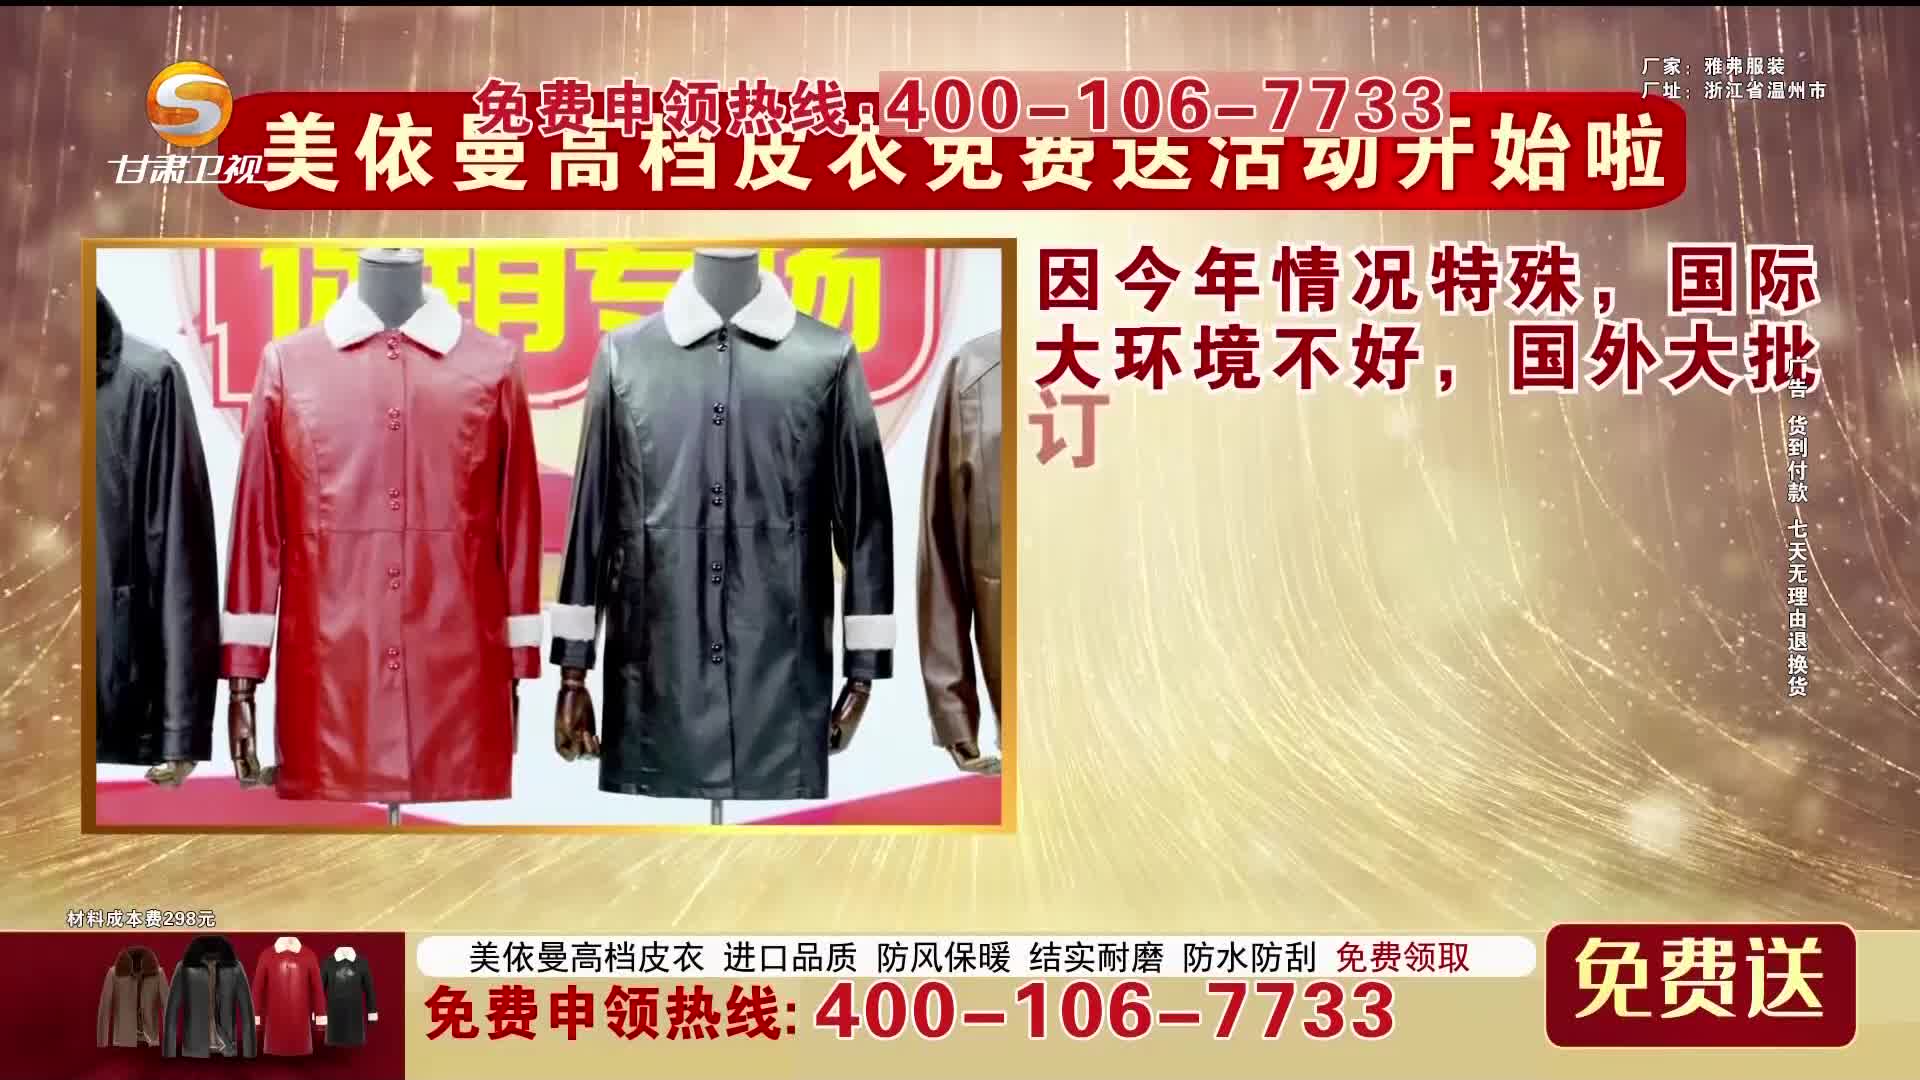 免费申领热线:400-106-7733
厂家：雅弗服装
厂址：浙江省温州市
甘肃卫视
美依曼高档皮衣免费送活动开始啦
促销专场
因今年情况特殊，国际
大环境不好，国外大批
订
广告 货到付款 七天无理由退换货
材料成本费298元
美依曼高档皮衣 进口品质 防风保暖 结实耐磨 防水防刮 免费领取
免费申领热线:400-106-7733
免费送